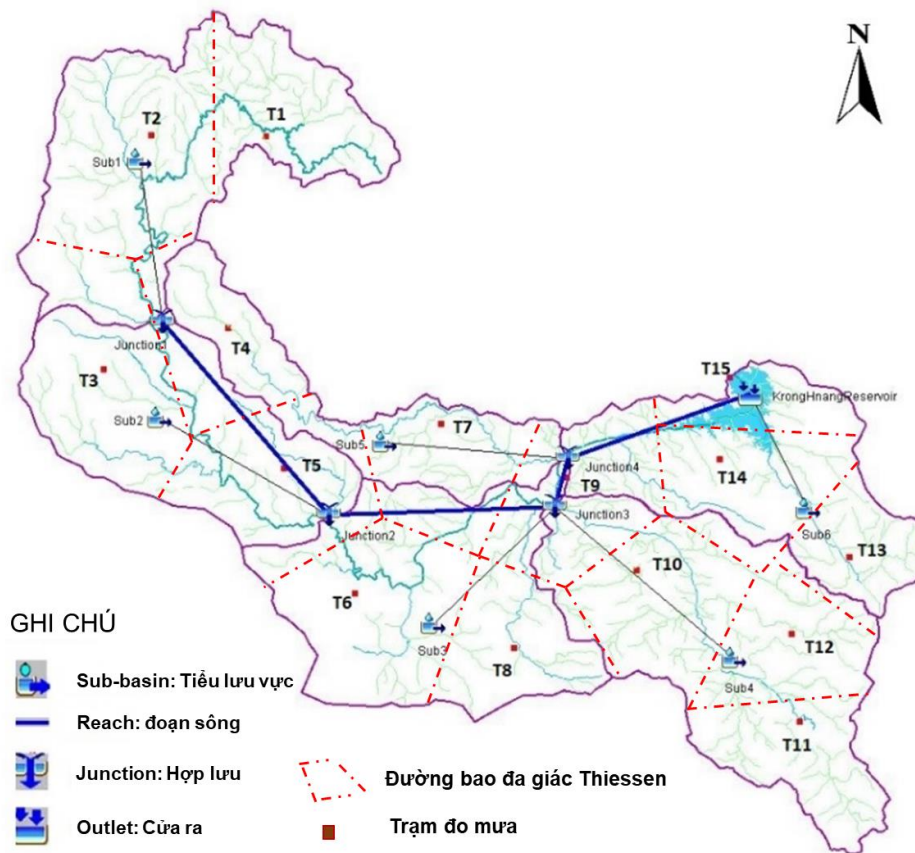 N
T2
T1
Sub1
Junction1
T4
T3
Sub2
T15
KrongHnangReservoir
T7
Sub5
Junction4
T5
T9
T14
Junction3
Sub6
Junction2
T13
T10
T6
T12
Sub3
T8
Sub4
T11
GHI CHÚ
Sub-basin: Tiểu lưu vực
Reach: đoạn sông
Junction: Hợp lưu
Outlet: Cửa ra
Đường bao đa giác Thiessen
Trạm đo mưa